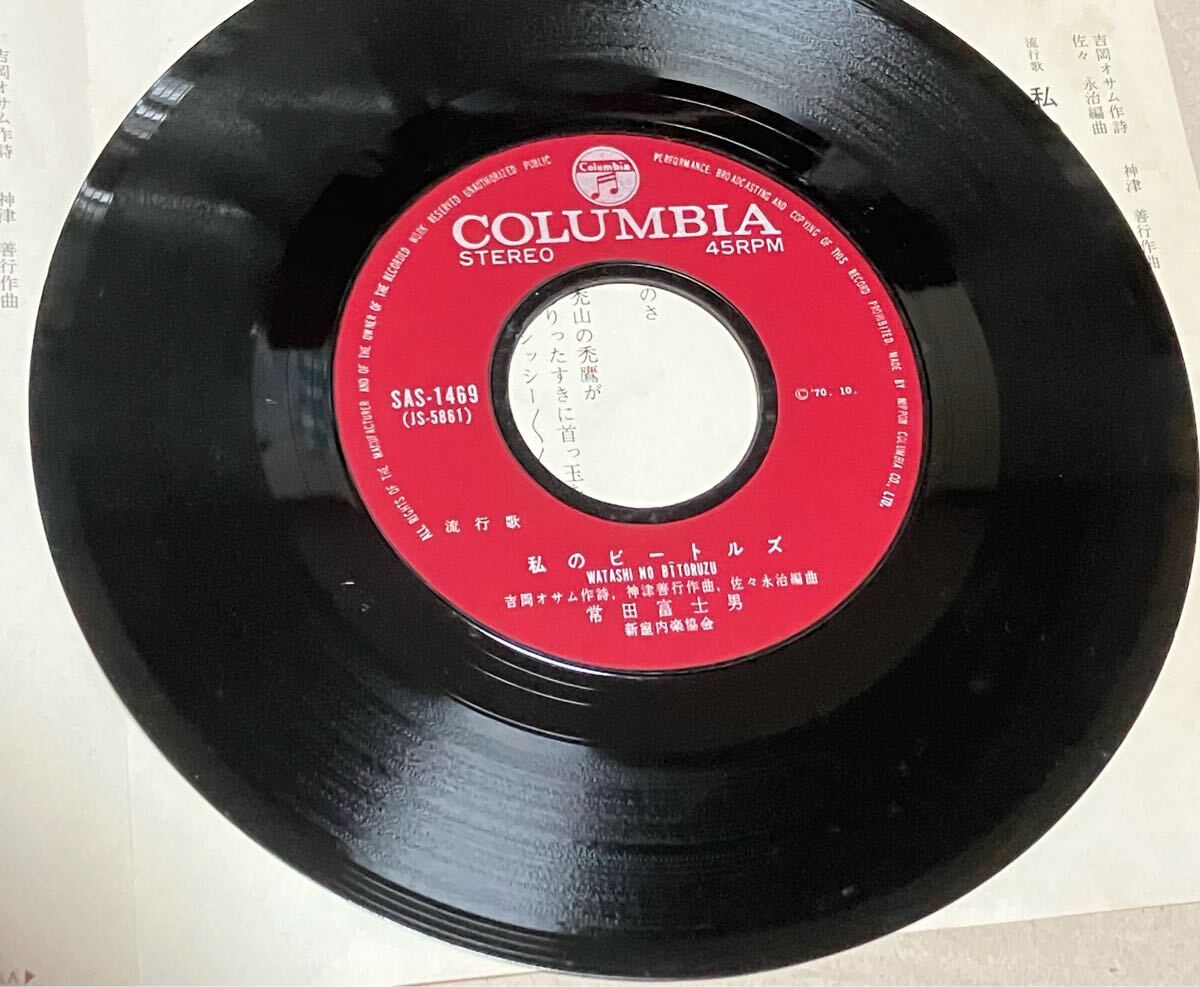 Columbia
COLUMBIA
STEREO 45RPM
ALL RIGHTS OF THE MANUFACTURER AND OF THE OWNER OF THE RECORDED WORK RESERVED UNAUTHORIZED PUBLIC PERFORMANCE. BROADCASTING AND COPYING OF THIS RECORD PROHIBITED. MADE BY NIPPON COLUMBIA CO., LTD.
SAS-1469
(JS-5861)
Ⓒ '70. 10.
流行歌
私のビートルズ
WATASHI NO BĪTORUZU
吉岡オサム作詩, 神津善行作曲, 佐々永治編曲
常田富士男
新室内楽協会
のさ
禿山の禿鷹が
りったすきに首っ玉
ッシー
流行歌 私
吉岡オサム作詩 神津 善行作曲
佐々 永治編曲
吉岡オサム作詩 神津 善行作曲